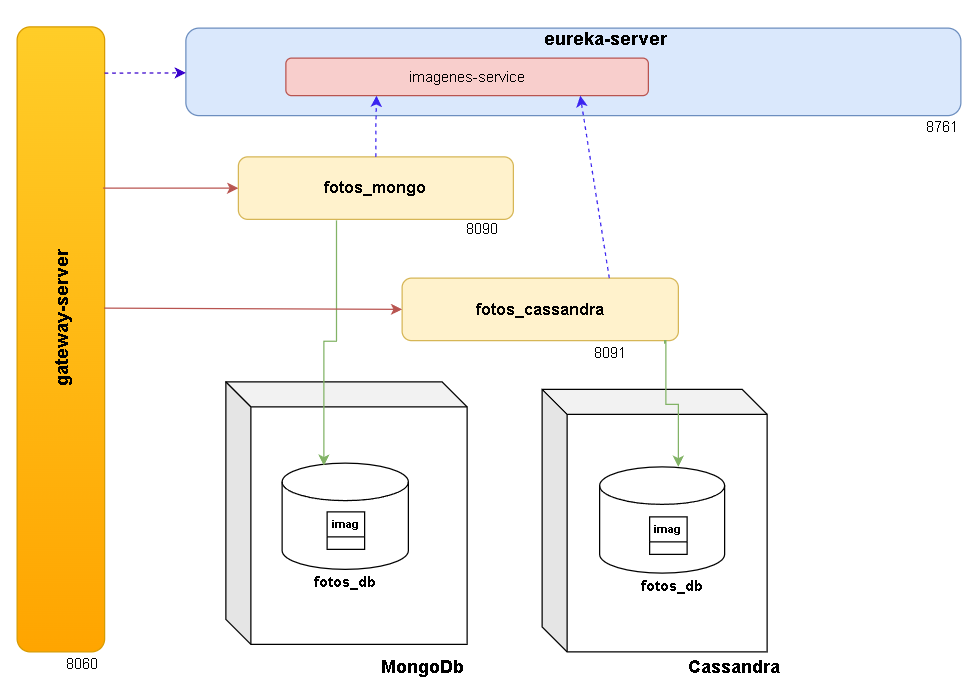 eureka-server
imagenes-service
8761
fotos_mongo
8090
gateway-server
fotos_cassandra
8091
imag
fotos_db
imag
fotos_db
8060
MongoDb
Cassandra